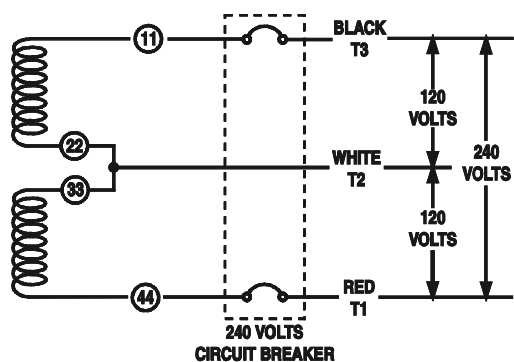 11
BLACK
T3
120
VOLTS
22
WHITE
T2
240
VOLTS
33
120
VOLTS
44
RED
T1
240 VOLTS
CIRCUIT BREAKER